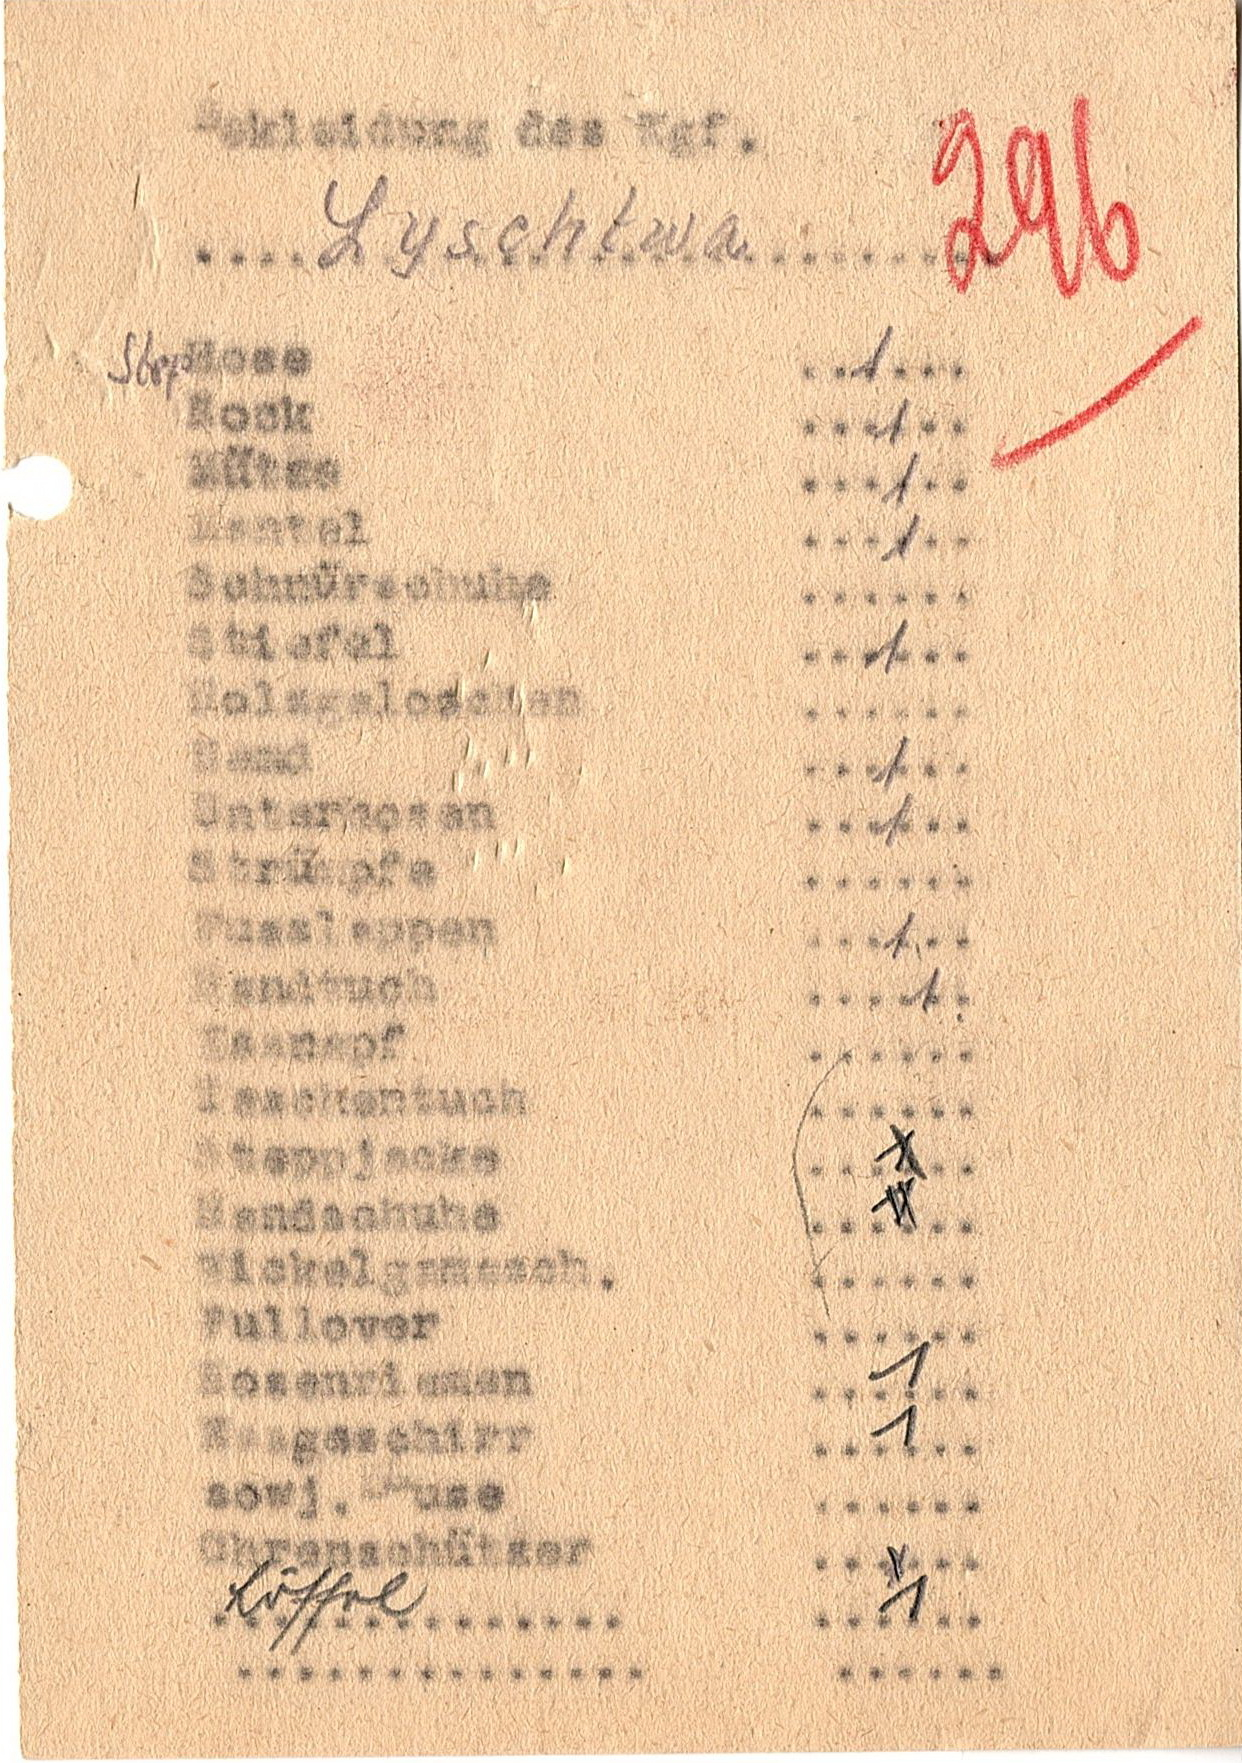 Bekleidung des Kgf.
296
....Lyschtwa........
Hose ..1...
Rock ...1..
Mütze ...1..
Mantel ...1..
Schnürschuhe ......
Stiefel ...1..
Holzgaloschen ......
Hemd ...1..
Unterhosen ...1..
Strümpfe ......
Fusslappen ...1..
Handtuch ....1.
Essnapf ......
Taschentuch ......
Steppjacke
Handschuhe
Wickelgamasch. ......
Pullover ......
Hosenriemen 1
Essgeschirr 1
sowj. Bluse ......
Ohrenschützer
Löffel 1
.............. ......